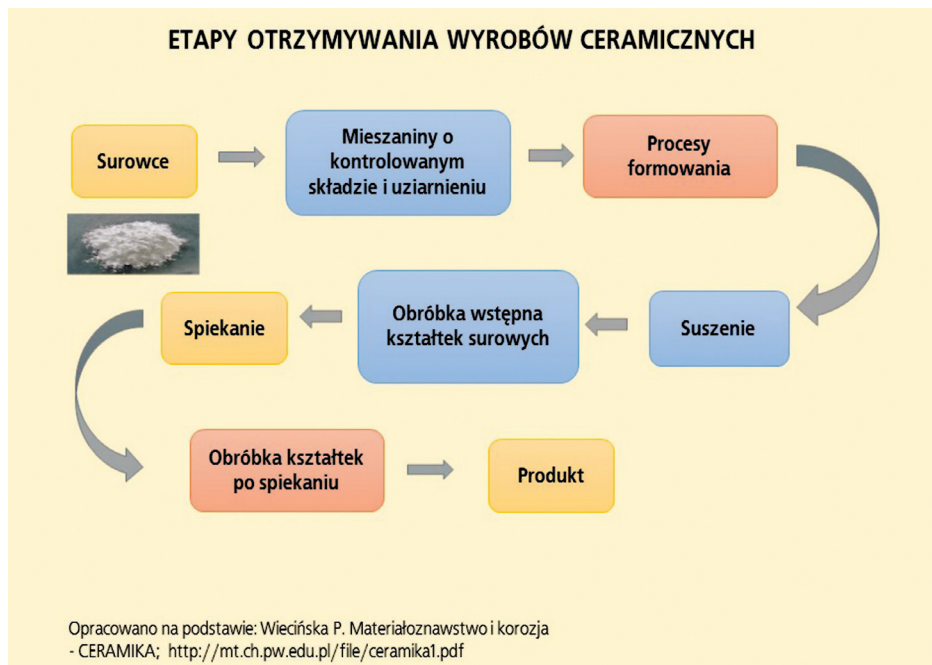 ETAPY OTRZYMYWANIA WYROBÓW CERAMICZNYCH
Surowce
Mieszaniny o
kontrolowanym
składzie i uziarnieniu
Procesy
formowania
Suszenie
Obróbka wstępna
kształtek surowych
Spiekanie
Obróbka kształtek
po spiekaniu
Produkt
Opracowano na podstawie: Wiecińska P. Materiałoznawstwo i korozja
- CERAMIKA; http://mt.ch.pw.edu.pl/file/ceramika1.pdf